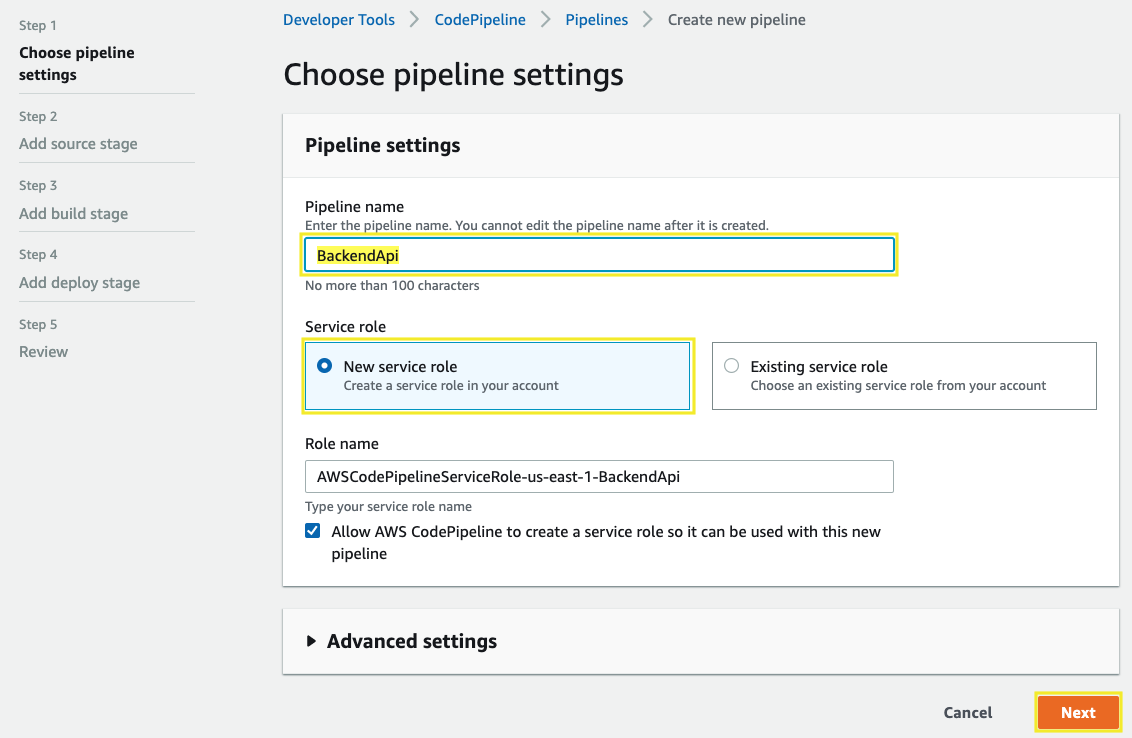 Step 1
Choose pipeline
settings
Step 2
Add source stage
Step 3
Add build stage
Step 4
Add deploy stage
Step 5
Review
Developer Tools > CodePipeline > Pipelines > Create new pipeline
Choose pipeline settings
Pipeline settings
Pipeline name
Enter the pipeline name. You cannot edit the pipeline name after it is created.
BackendApi
No more than 100 characters
Service role
New service role
Create a service role in your account
Existing service role
Choose an existing service role from your account
Role name
AWSCodePipelineServiceRole-us-east-1-BackendApi
Type your service role name
Allow AWS CodePipeline to create a service role so it can be used with this new
pipeline
Advanced settings
Cancel
Next